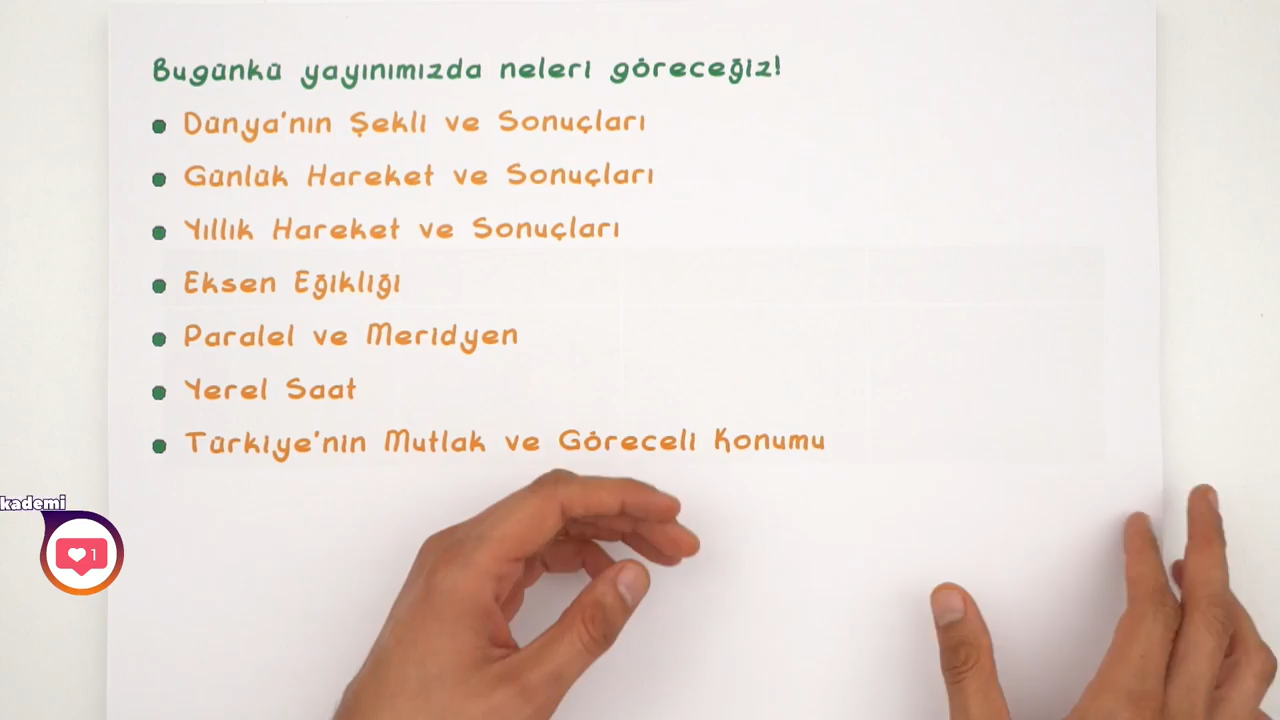 Bugünkü yayınımızda neleri göreceğiz!
Dünya'nın Şekli ve Sonuçları
Günlük Hareket ve Sonuçları
Yıllık Hareket ve Sonuçları
Eksen Eğikliği
Paralel ve Meridyen
Yerel Saat
Türkiye'nin Mutlak ve Göreceli Konumu
kademi
1